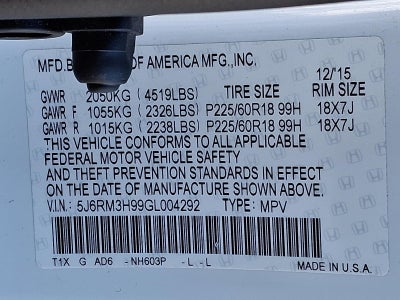 MFD.B OF AMERICA MFG.,INC. 12/15
GVWR 2050KG ( 4519LBS) TIRE SIZE RIM SIZE
GAWR F 1055KG ( 2326LBS) P225/60R18 99H 18X7J
GAWR R 1015KG ( 2238LBS) P225/60R18 99H 18X7J
THIS VEHICLE CONFORMS TO ALL APPLICABLE
FEDERAL MOTOR VEHICLE SAFETY
AND THEFT PREVENTION STANDARDS IN EFFECT
ON THE DATE OF MANUFACTURE SHOWN ABOVE.
V.I.N.: 5J6RM3H99GL004292 TYPE: MPV
T1X G AD6 - NH603P - L - L
MADE IN U.S.A.